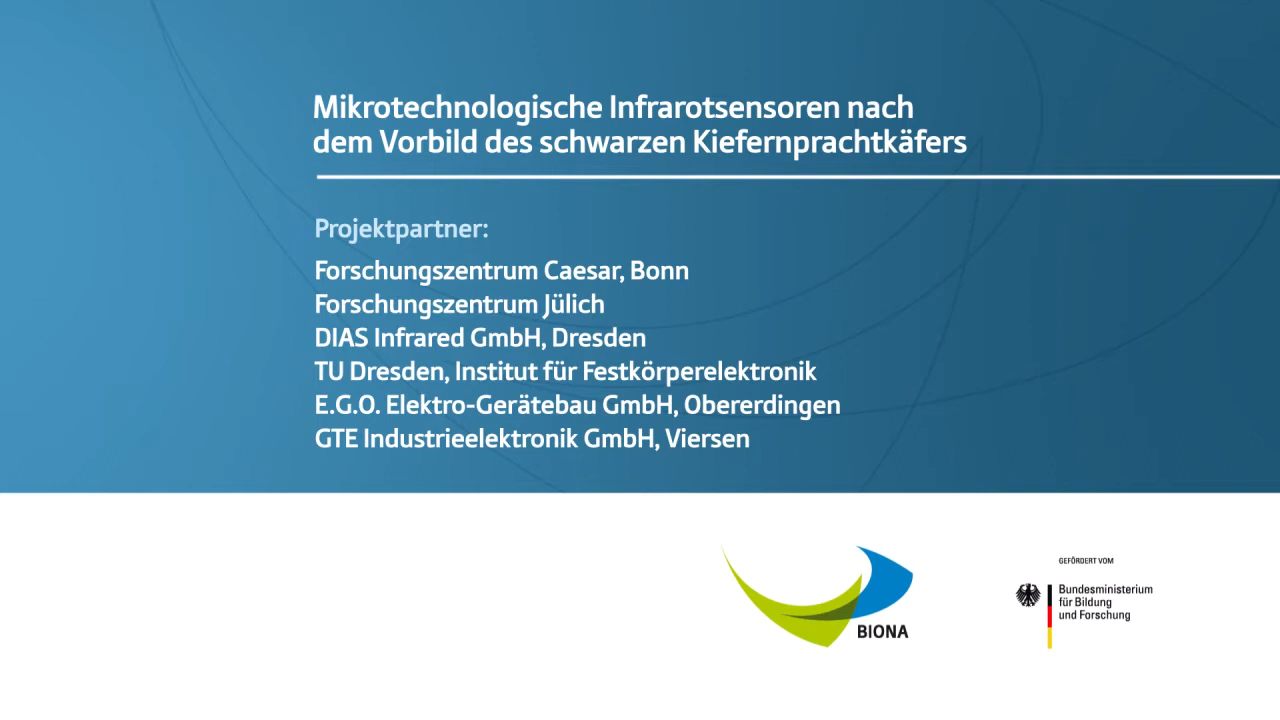 Mikrotechnologische Infrarotsensoren nach
dem Vorbild des schwarzen Kiefernprachtkäfers
Projektpartner:
Forschungszentrum Caesar, Bonn
Forschungszentrum Jülich
DIAS Infrared GmbH, Dresden
TU Dresden, Institut für Festkörperelektronik
E.G.O. Elektro-Gerätebau GmbH, Obererdingen
GTE Industrieelektronik GmbH, Viersen
BIONA
GEFÖRDERT VOM
Bundesministerium
für Bildung
und Forschung